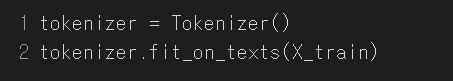 1 tokenizer = Tokenizer()
2 tokenizer.fit_on_texts(X_train)